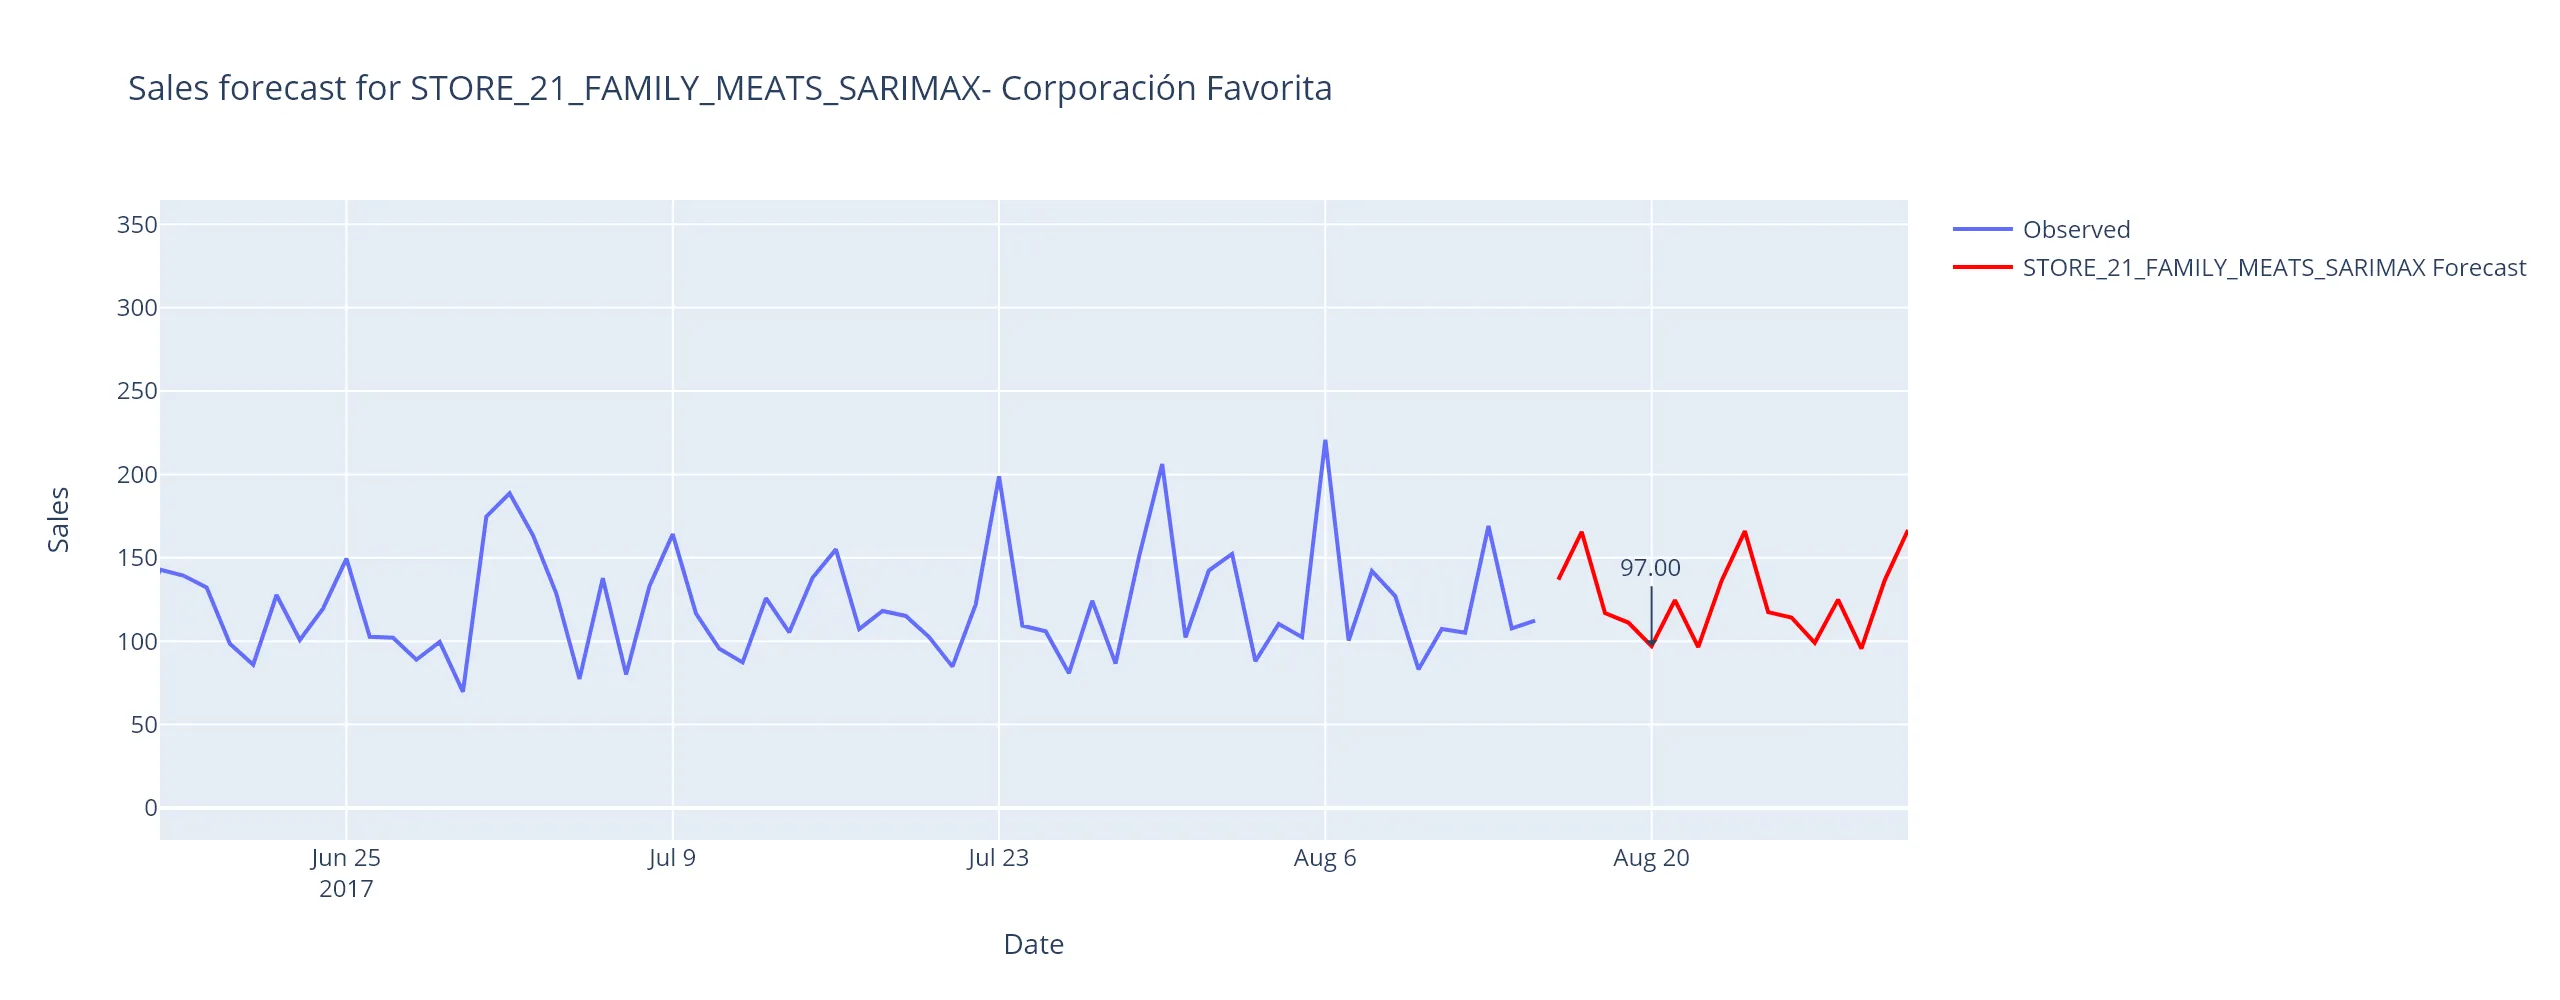 Sales forecast for STORE_21_FAMILY_MEATS_SARIMAX- Corporación Favorita
Observed
STORE_21_FAMILY_MEATS_SARIMAX Forecast
350
300
250
200
150
100
50
0
Sales
97.00
Jun 25
2017
Jul 9
Jul 23
Aug 6
Aug 20
Date